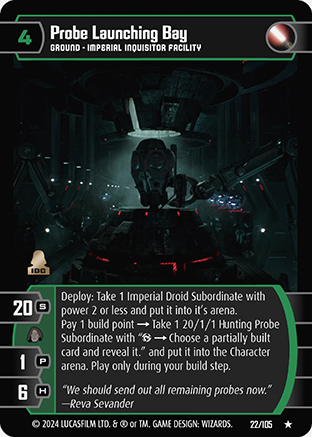 4
Probe Launching Bay
GROUND - IMPERIAL INQUISITOR FACILITY
IDC
20 S
Deploy: Take 1 Imperial Droid Subordinate with
power 2 or less and put it into it's arena.
Pay 1 build point → Take 1 20/1/1 Hunting Probe
Subordinate with “ → Choose a partially built
card and reveal it.” and put it into the Character
arena. Play only during your build step.
1 P
6 H
“We should send out all remaining probes now.”
—Reva Sevander
© 2024 LUCASFILM LTD. & ® or TM. GAME DESIGN: WIZARDS.
22/105